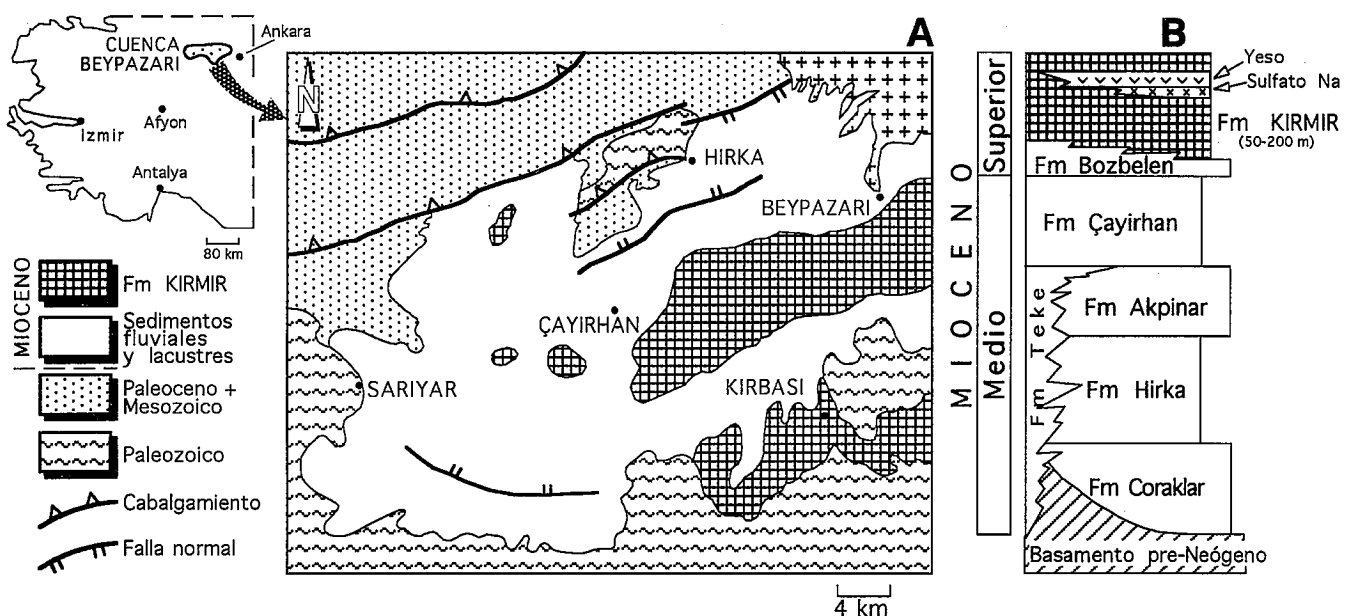 CUENCA
BEYPAZARI
Ankara
Izmir
Afyon
Antalya
80 km
MIOCENO
Fm KIRMIR
Sedimentos
fluviales
y lacustres
Paleoceno +
Mesozoico
Paleozoico
Cabalgamiento
Falla normal
A
N
HIRKA
BEYPAZARI
ÇAYIRHAN
SARIYAR
KIRBASI
4 km
B
MIOCENO
Superior
Medio
Yeso
Sulfato Na
Fm KIRMIR
(50-200 m)
Fm Bozbelen
Fm Çayirhan
Fm Teke
Fm Akpinar
Fm Hirka
Fm Coraklar
Basamento pre-Neógeno